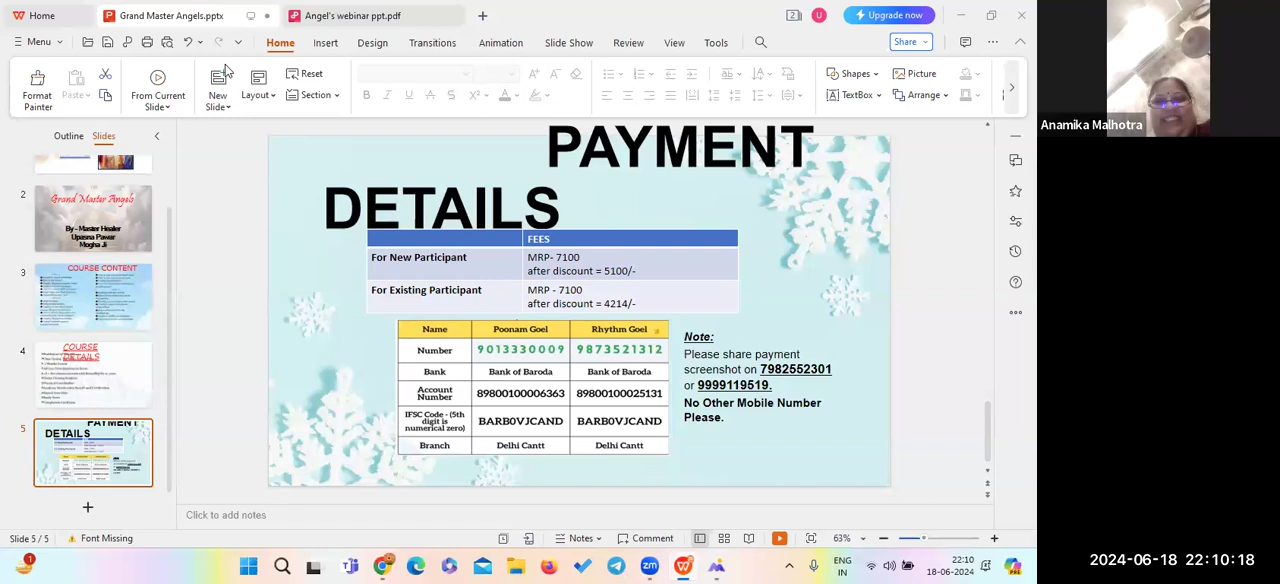 Home
Grand Master Angels.pptx
Angel's webinar ppt.pdf
Upgrade now
Menu
Home
Insert
Design
Transitions
Animation
Slide Show
Review
View
Tools
Share
Format Painter
Paste
From Current Slide
New Slide
Layout
Reset
Section
Shapes
Picture
TextBox
Arrange
Outline
Slides
2
Grand Master Angels
By - Master Healer
Upasna Pawar
Mogha Ji
3
COURSE CONTENT
4
COURSE
DETAILS
5
PAYMENT
DETAILS
PAYMENT
DETAILS
FEES
For New Participant
MRP- 7100
after discount = 5100/-
For Existing Participant
MRP – 7100
after discount = 4214/-
Name Poonam Goel Rhythm Goel
Number 9013330009 9873521312
Bank Bank of Baroda Bank of Baroda
Account Number 89800100006363 89800100025131
IFSC Code - (5th digit is numerical zero) BARB0VJCAND BARB0VJCAND
Branch Delhi Cantt Delhi Cantt
Note:
Please share payment
screenshot on 7982552301
or 9999119519.
No Other Mobile Number
Please.
Click to add notes
Slide 5 / 5
Font Missing
Notes
Comment
63%
ENG
IN
22:10
18-06-2024
Anamika Malhotra
2024-06-18 22:10:18